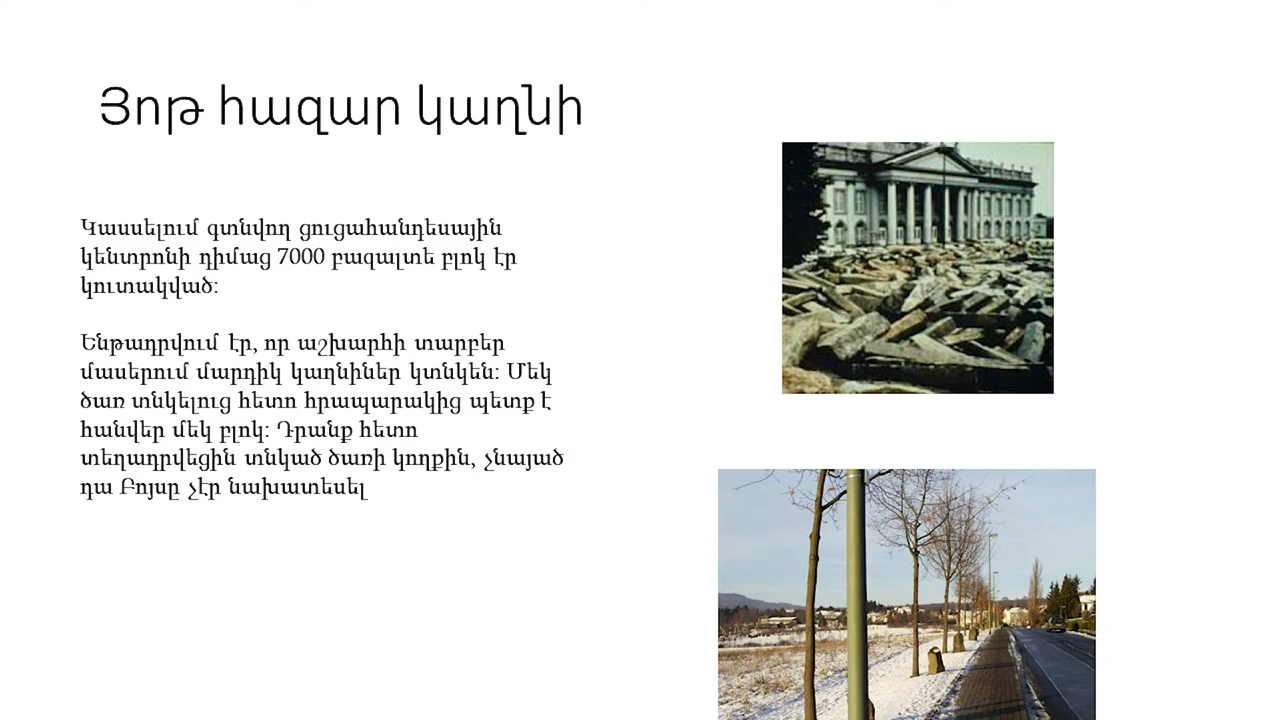 Յոթ հազար կաղնի
Կասսելում գտնվող ցուցահանդեսային
կենտրոնի դիմաց 7000 բազալտե բլոկ էր
կուտակված:
Ենթադրվում էր, որ աշխարհի տարբեր
մասերում մարդիկ կաղնիներ կտնկեն: Մեկ
ծառ տնկելուց հետո հրապարակից պետք է
հանվեր մեկ բլոկ: Դրանք հետո
տեղադրվեցին տնկած ծառի կողքին, չնայած
դա Բոյսը չէր նախատեսել